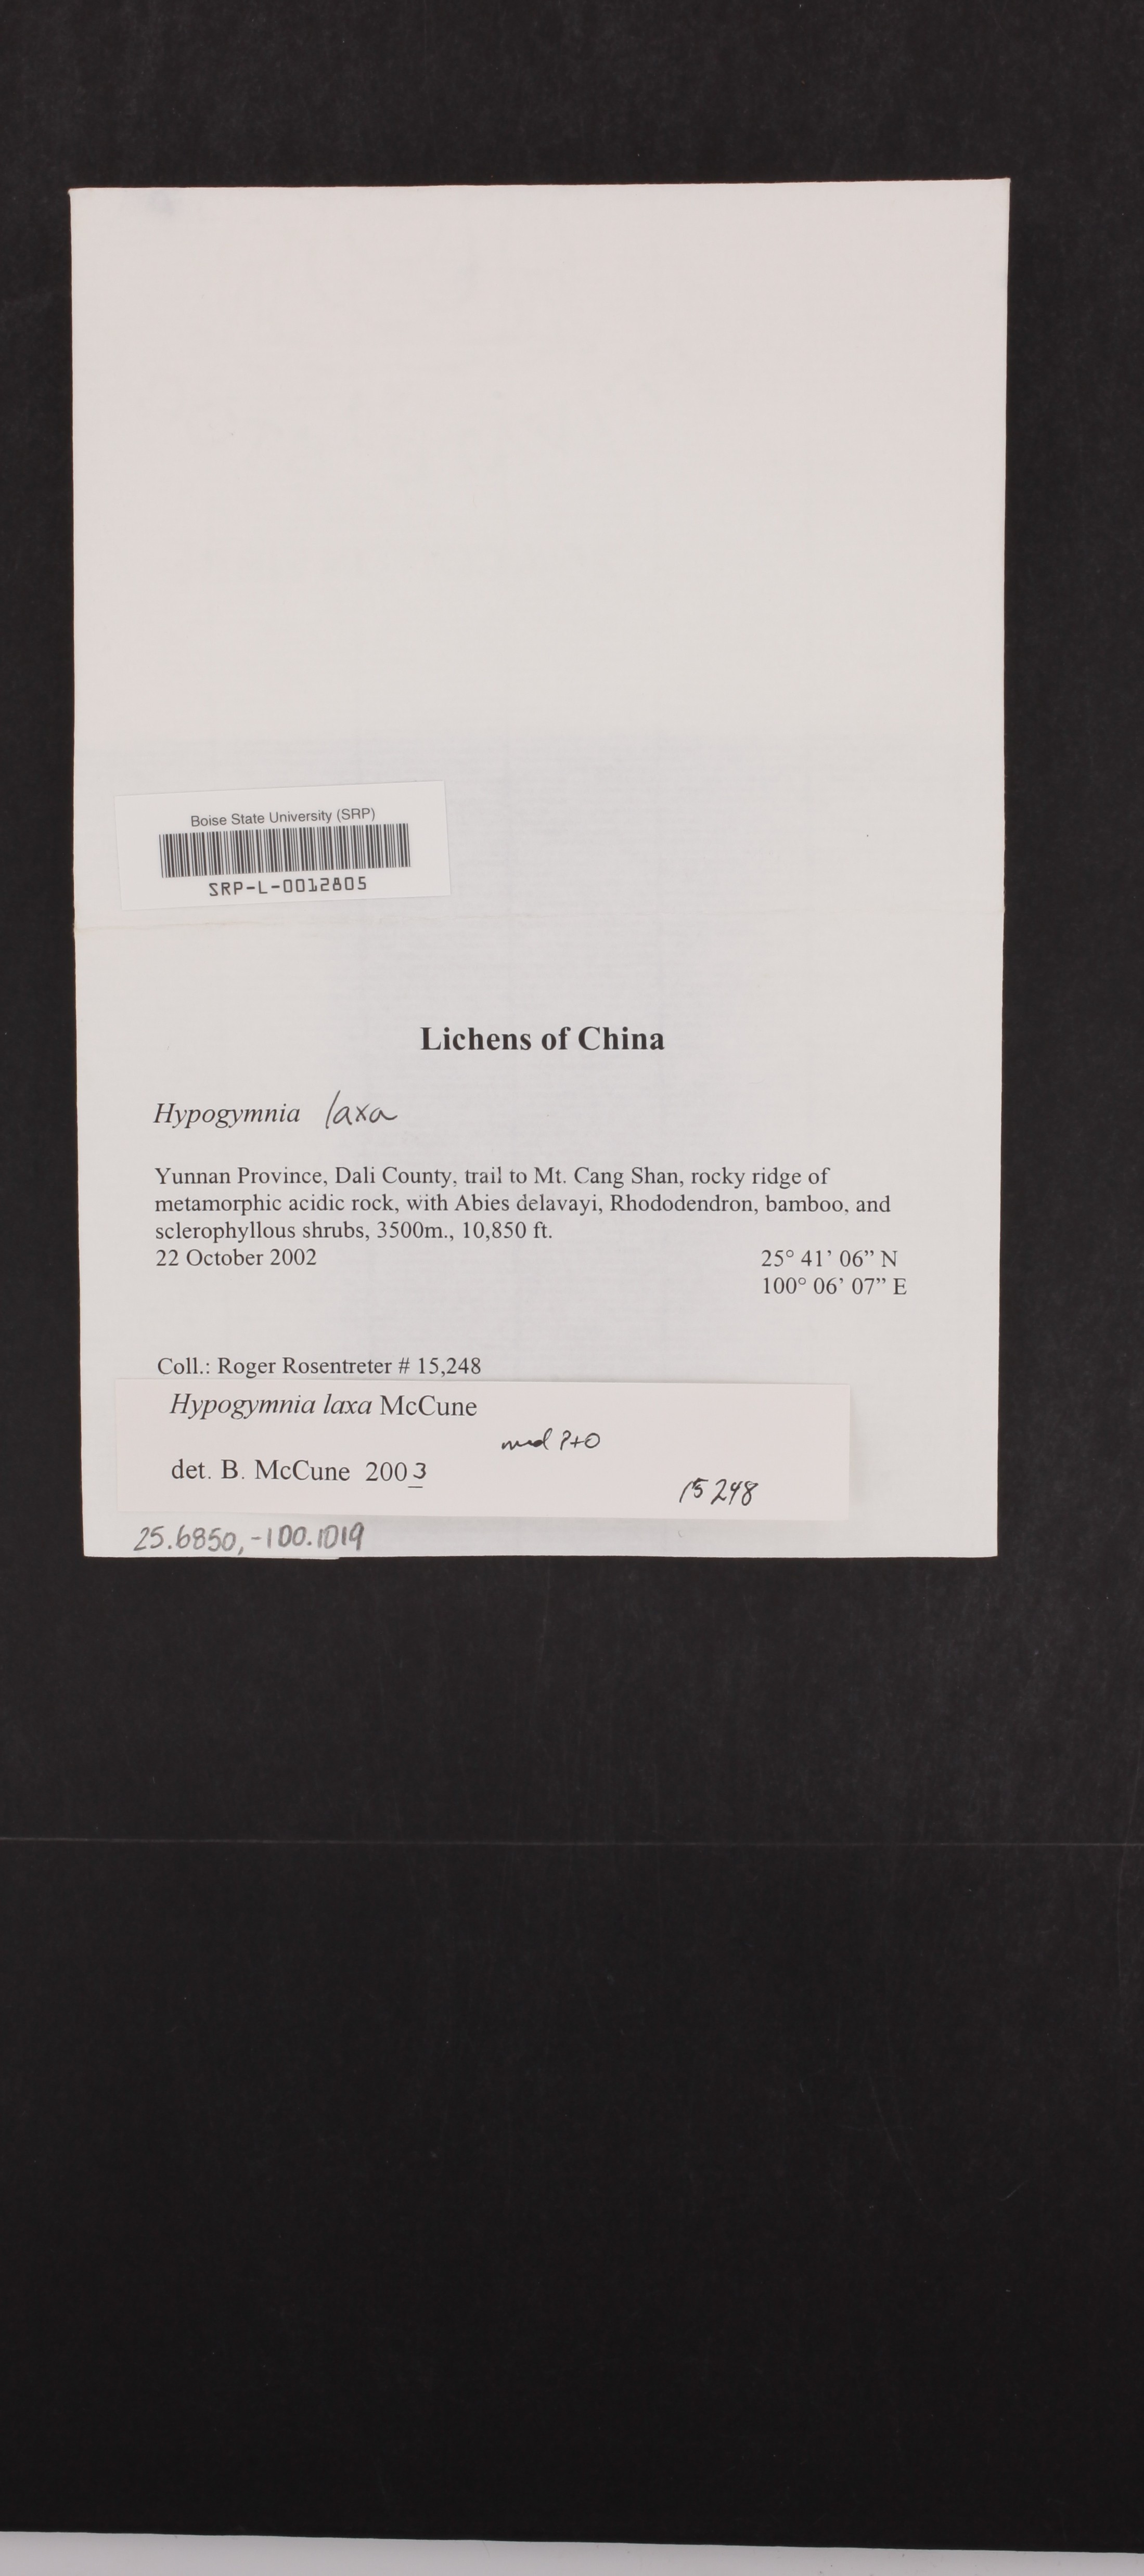 Boise State University (SRP)
SRP-L-0012805
Lichens of China
Hypogymnia laxa
Yunnan Province, Dali County, trail to Mt. Cang Shan, rocky ridge of
metamorphic acidic rock, with Abies delavayi, Rhododendron, bamboo, and
sclerophyllous shrubs, 3500m., 10,850 ft.
22 October 2002
25° 41’ 06” N
100° 06’ 07” E
Coll.: Roger Rosentreter # 15,248
Hypogymnia laxa McCune
med P+O
det. B. McCune 2003
15248
25.6850, -100.1019